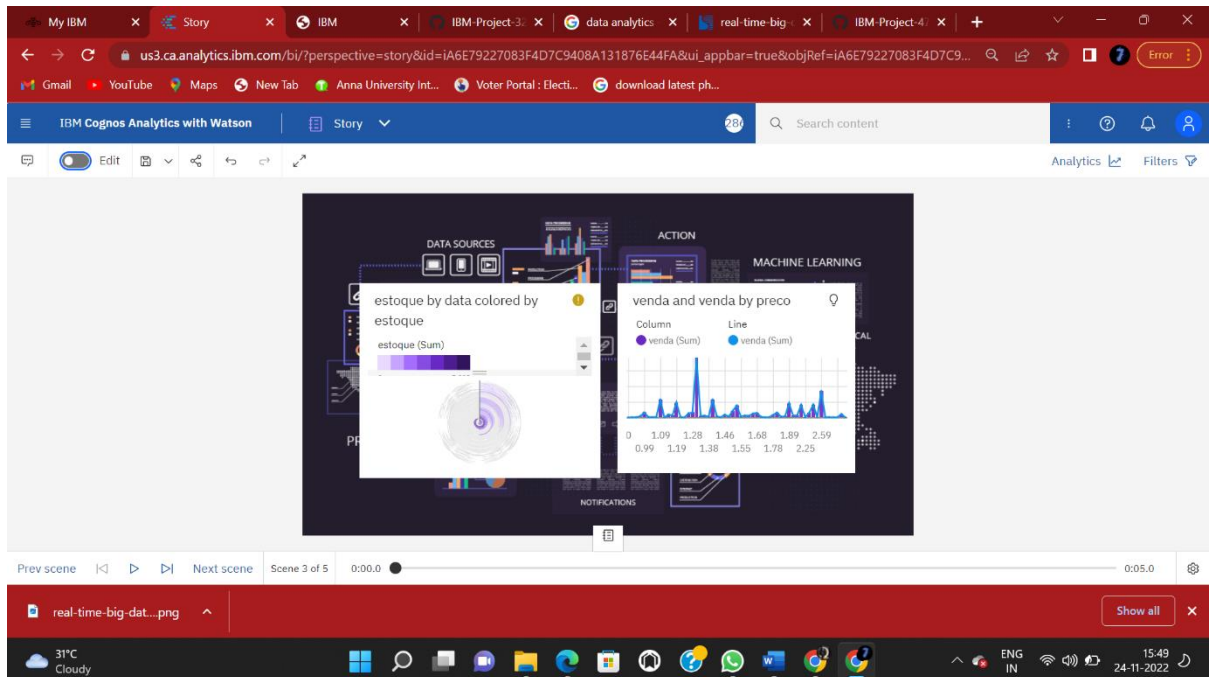 My IBM
Story
IBM
IBM-Project-32
data analytics
real-time-big-
IBM-Project-47
us3.ca.analytics.ibm.com/bi/?perspective=story&id=iA6E79227083F4D7C9408A131876E44FA&ui_appbar=true&objRef=iA6E79227083F4D7C9...
Error
Gmail
YouTube
Maps
New Tab
Anna University Int...
Voter Portal : Electi...
download latest ph...
IBM Cognos Analytics with Watson
Story
Search content
Edit
Analytics
Filters
DATA SOURCES
ACTION
MACHINE LEARNING
estoque by data colored by
estoque
estoque (Sum)
venda and venda by preco
Column
Line
venda (Sum)
venda (Sum)
0 1.09 1.28 1.46 1.68 1.89 2.59
0.99 1.19 1.38 1.55 1.78 2.25
NOTIFICATIONS
Prev scene
Next scene
Scene 3 of 5
0:00.0
0:05.0
real-time-big-dat....png
Show all
31°C
Cloudy
ENG
IN
15:49
24-11-2022